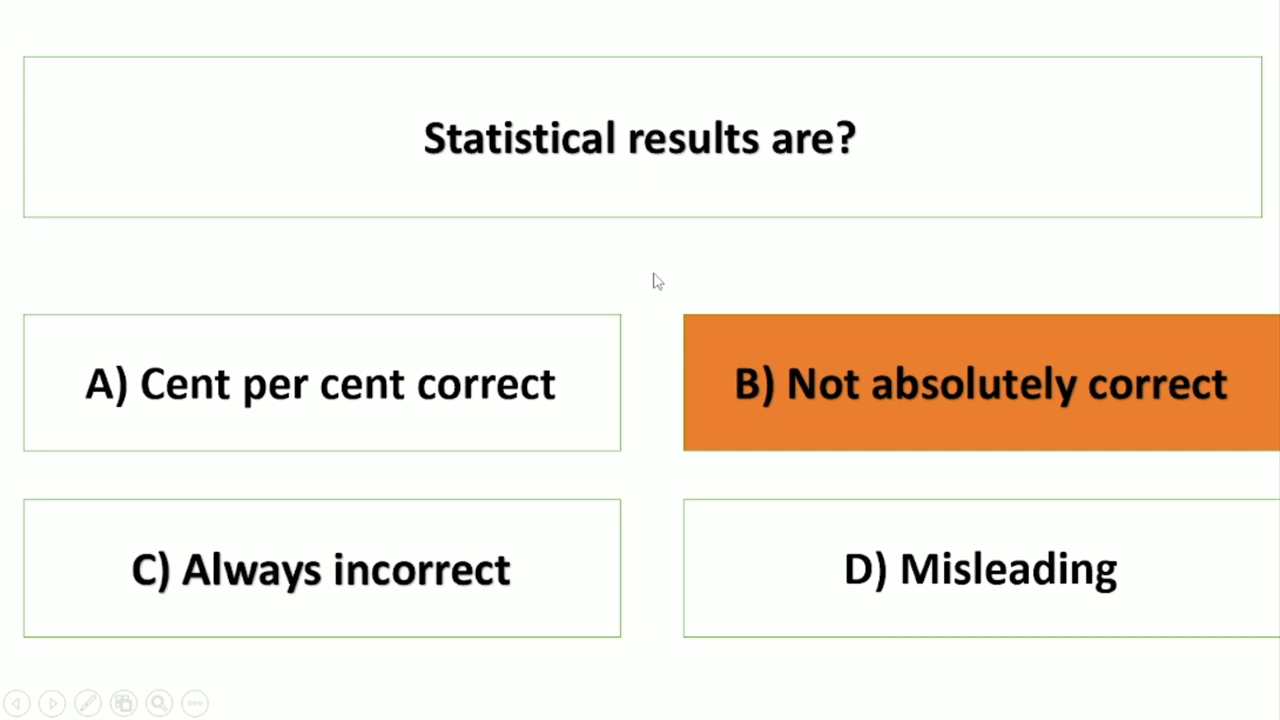 Statistical results are?
A) Cent per cent correct
B) Not absolutely correct
C) Always incorrect
D) Misleading